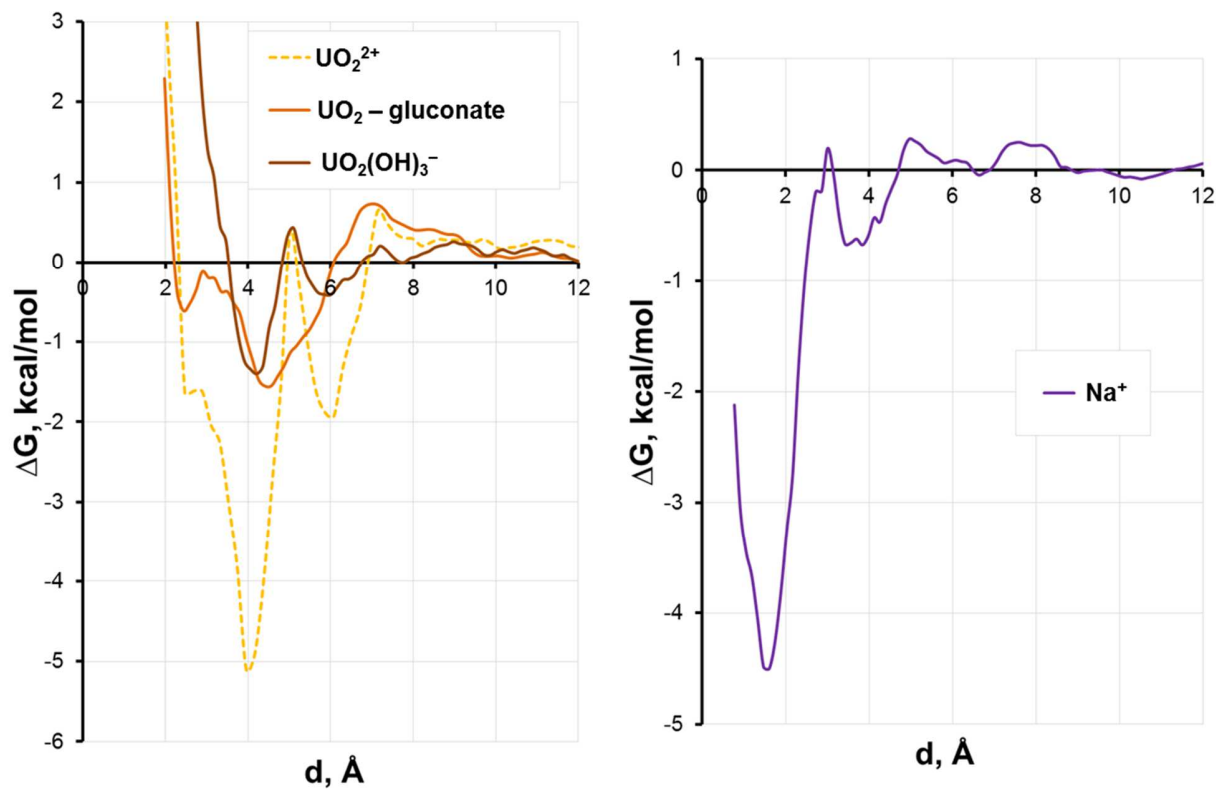 3
2
1
0
-1
-2
-3
-4
-5
-6
0 2 4 6 8 10 12
ΔG, kcal/mol
d, Å
UO₂²⁺
UO₂ – gluconate
UO₂(OH)₃⁻
1
0
-1
-2
-3
-4
-5
0 2 4 6 8 10 12
ΔG, kcal/mol
d, Å
Na⁺